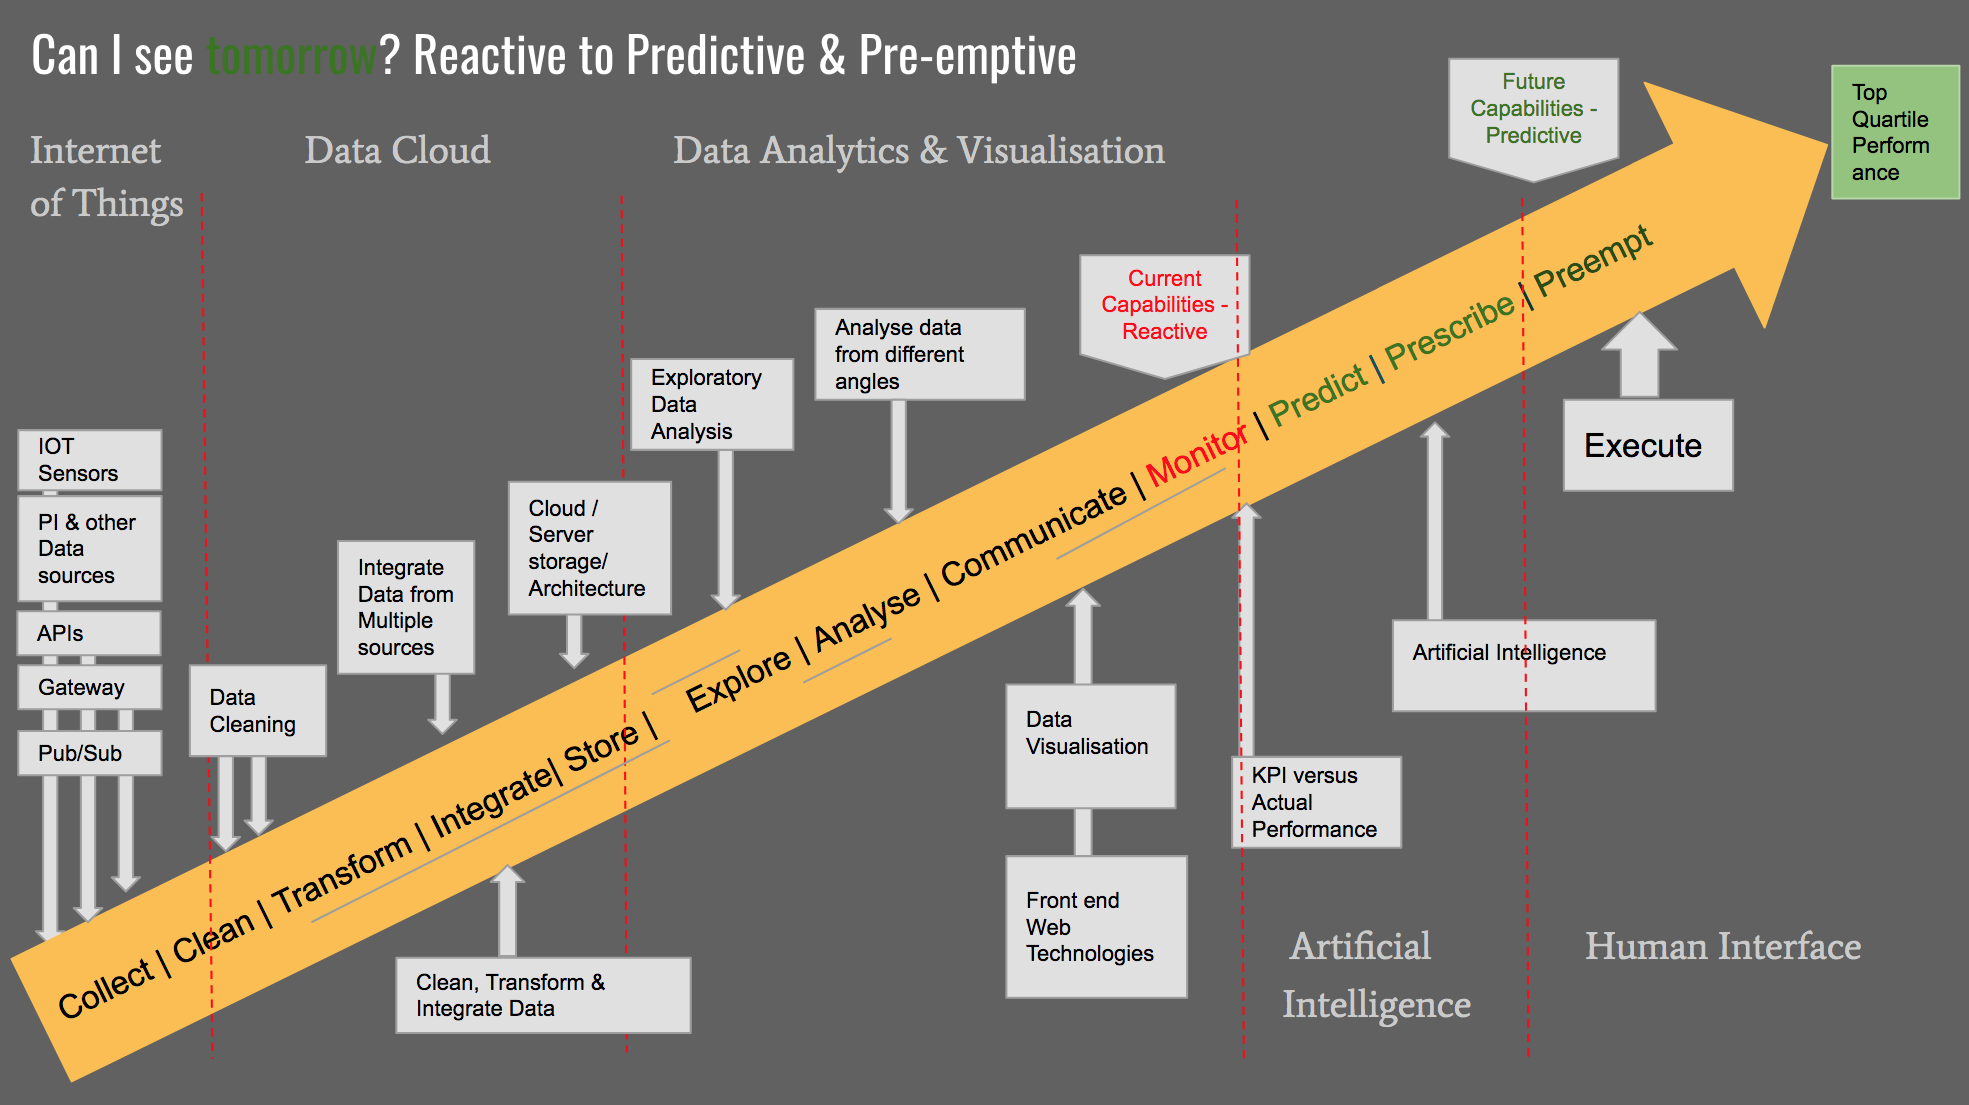 Can I see tomorrow? Reactive to Predictive & Pre-emptive
Internet
of Things
Data Cloud
Data Analytics & Visualisation
Future
Capabilities -
Predictive
Top
Quartile
Perform
ance
Current
Capabilities -
Reactive
Analyse data
from different
angles
Exploratory
Data
Analysis
Cloud /
Server
storage/
Architecture
Integrate
Data from
Multiple
sources
IOT
Sensors
PI & other
Data
sources
APIs
Gateway
Pub/Sub
Data
Cleaning
Collect | Clean | Transform | Integrate| Store | Explore | Analyse | Communicate | Monitor | Predict | Prescribe | Preempt
Execute
Artificial Intelligence
Data
Visualisation
KPI versus
Actual
Performance
Front end
Web
Technologies
Clean, Transform &
Integrate Data
Artificial
Intelligence
Human Interface